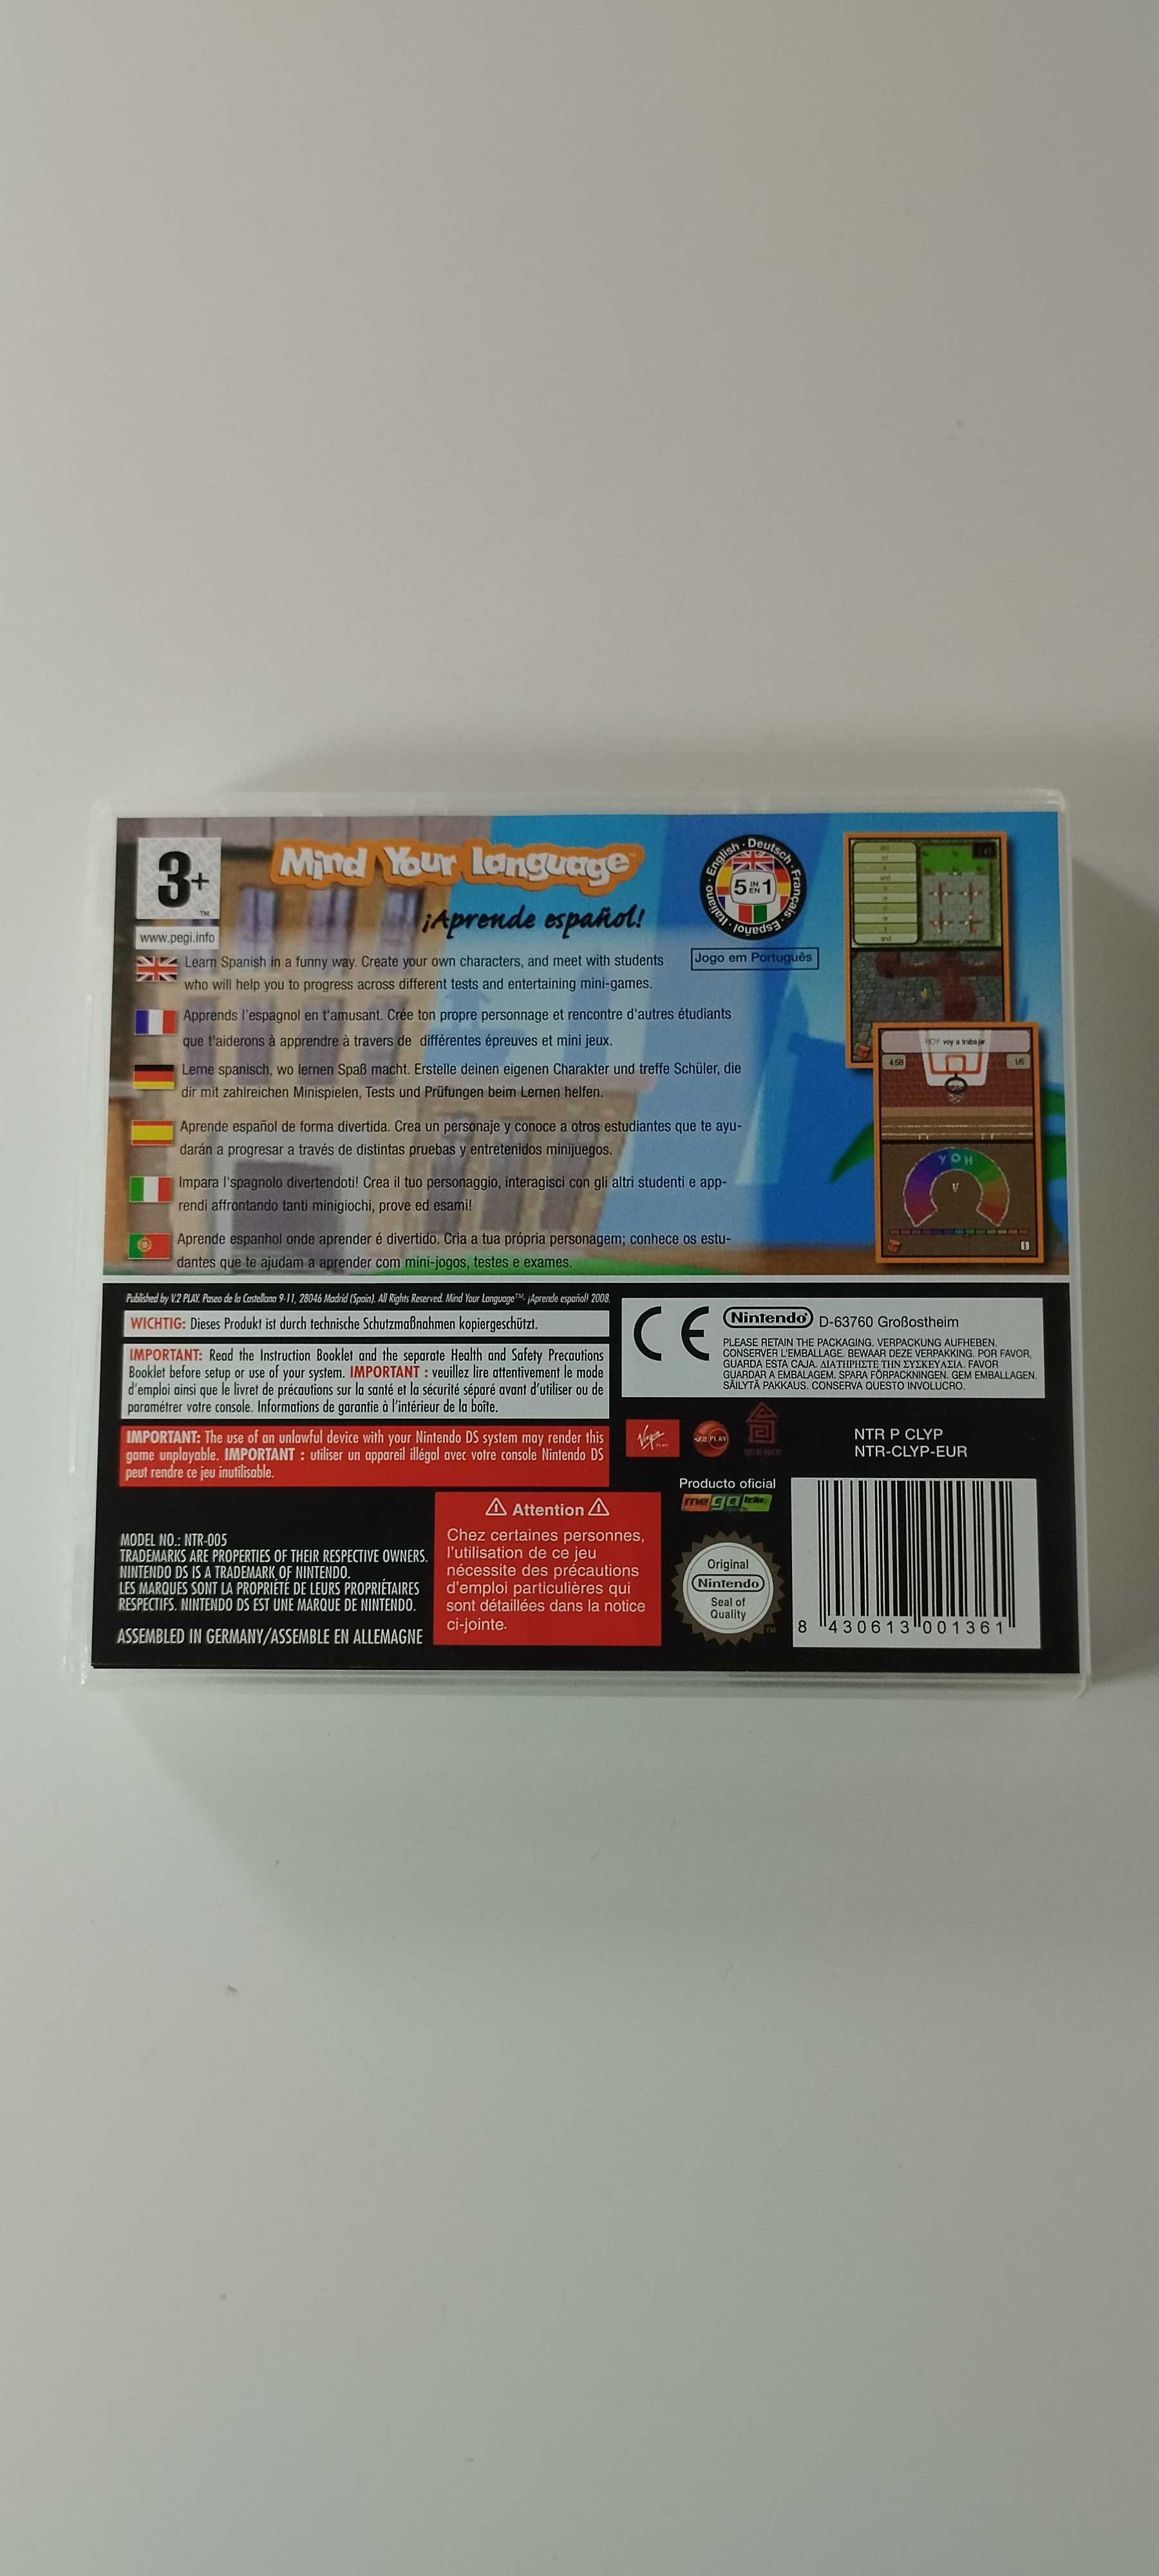 3+
TM
www.pegi.info
Mind Your Language™
¡Aprende español!
English · Deutsch · Français · Español · Italiano ·
5 IN EN 1
Jogo em Português
Learn Spanish in a funny way. Create your own characters, and meet with students
who will help you to progress across different tests and entertaining mini-games.
Apprends l'espagnol en t'amusant. Crée ton propre personnage et rencontre d'autres étudiants
que t'aiderons à apprendre à travers de différentes épreuves et mini jeux.
Lerne spanisch, wo lernen Spaß macht. Erstelle deinen eigenen Charakter und treffe Schüler, die
dir mit zahlreichen Minispielen, Tests und Prüfungen beim Lernen helfen.
Aprende español de forma divertida. Crea un personaje y conoce a otros estudiantes que te ayu-
darán a progresar a través de distintas pruebas y entretenidos minijuegos.
Impara l'spagnolo divertendoti! Crea il tuo personaggio, interagisci con gli altri studenti e app-
rendi affrontando tanti minigiochi, prove ed esami!
Aprende espanhol onde aprender é divertido. Cria a tua própria personagem; conhece os estu-
dantes que te ajudam a aprender com mini-jogos, testes e exames.
HOY voy a trabajar
4:58
1/5
Y O H
Published by V.2 PLAY. Paseo de la Castellana 9-11, 28046 Madrid (Spain). All Rights Reserved. Mind Your Language™- ¡Aprende español! 2008.
WICHTIG: Dieses Produkt ist durch technische Schutzmaßnahmen kopiergeschützt.
IMPORTANT: Read the Instruction Booklet and the separate Health and Safety Precautions
Booklet before setup or use of your system. IMPORTANT : veuillez lire attentivement le mode
d'emploi ainsi que le livret de précautions sur la santé et la sécurité séparé avant d'utiliser ou de
paramétrer votre console. Informations de garantie à l'intérieur de la boîte.
IMPORTANT: The use of an unlawful device with your Nintendo DS system may render this
game unplayable. IMPORTANT : utiliser un appareil illégal avec votre console Nintendo DS
peut rendre ce jeu inutilisable.
CE
Nintendo® D-63760 Großostheim
PLEASE RETAIN THE PACKAGING. VERPACKUNG AUFHEBEN.
CONSERVER L'EMBALLAGE. BEWAAR DEZE VERPAKKING. POR FAVOR,
GUARDA ESTA CAJA. ΔΙΑΤΗΡΗΣΤΕ ΤΗΝ ΣΥΣΚΕΥΑΣΙΑ. FAVOR
GUARDAR A EMBALAGEM. SPARA FÖRPACKNINGEN. GEM EMBALLAGEN.
SÄILYTÄ PAKKAUS. CONSERVA QUESTO INVOLUCRO.
Virgin PLAY
V.2 PLAY
NTR P CLYP
NTR-CLYP-EUR
Producto oficial
mega trix
MODEL NO.: NTR-005
TRADEMARKS ARE PROPERTIES OF THEIR RESPECTIVE OWNERS.
NINTENDO DS IS A TRADEMARK OF NINTENDO.
LES MARQUES SONT LA PROPRIÉTÉ DE LEURS PROPRIÉTAIRES
RESPECTIFS. NINTENDO DS EST UNE MARQUE DE NINTENDO.
ASSEMBLED IN GERMANY/ASSEMBLE EN ALLEMAGNE
Attention
Chez certaines personnes,
l'utilisation de ce jeu
nécessite des précautions
d'emploi particulières qui
sont détaillées dans la notice
ci-jointe.
Original
Nintendo®
Seal of
Quality
TM
8 430613 001361